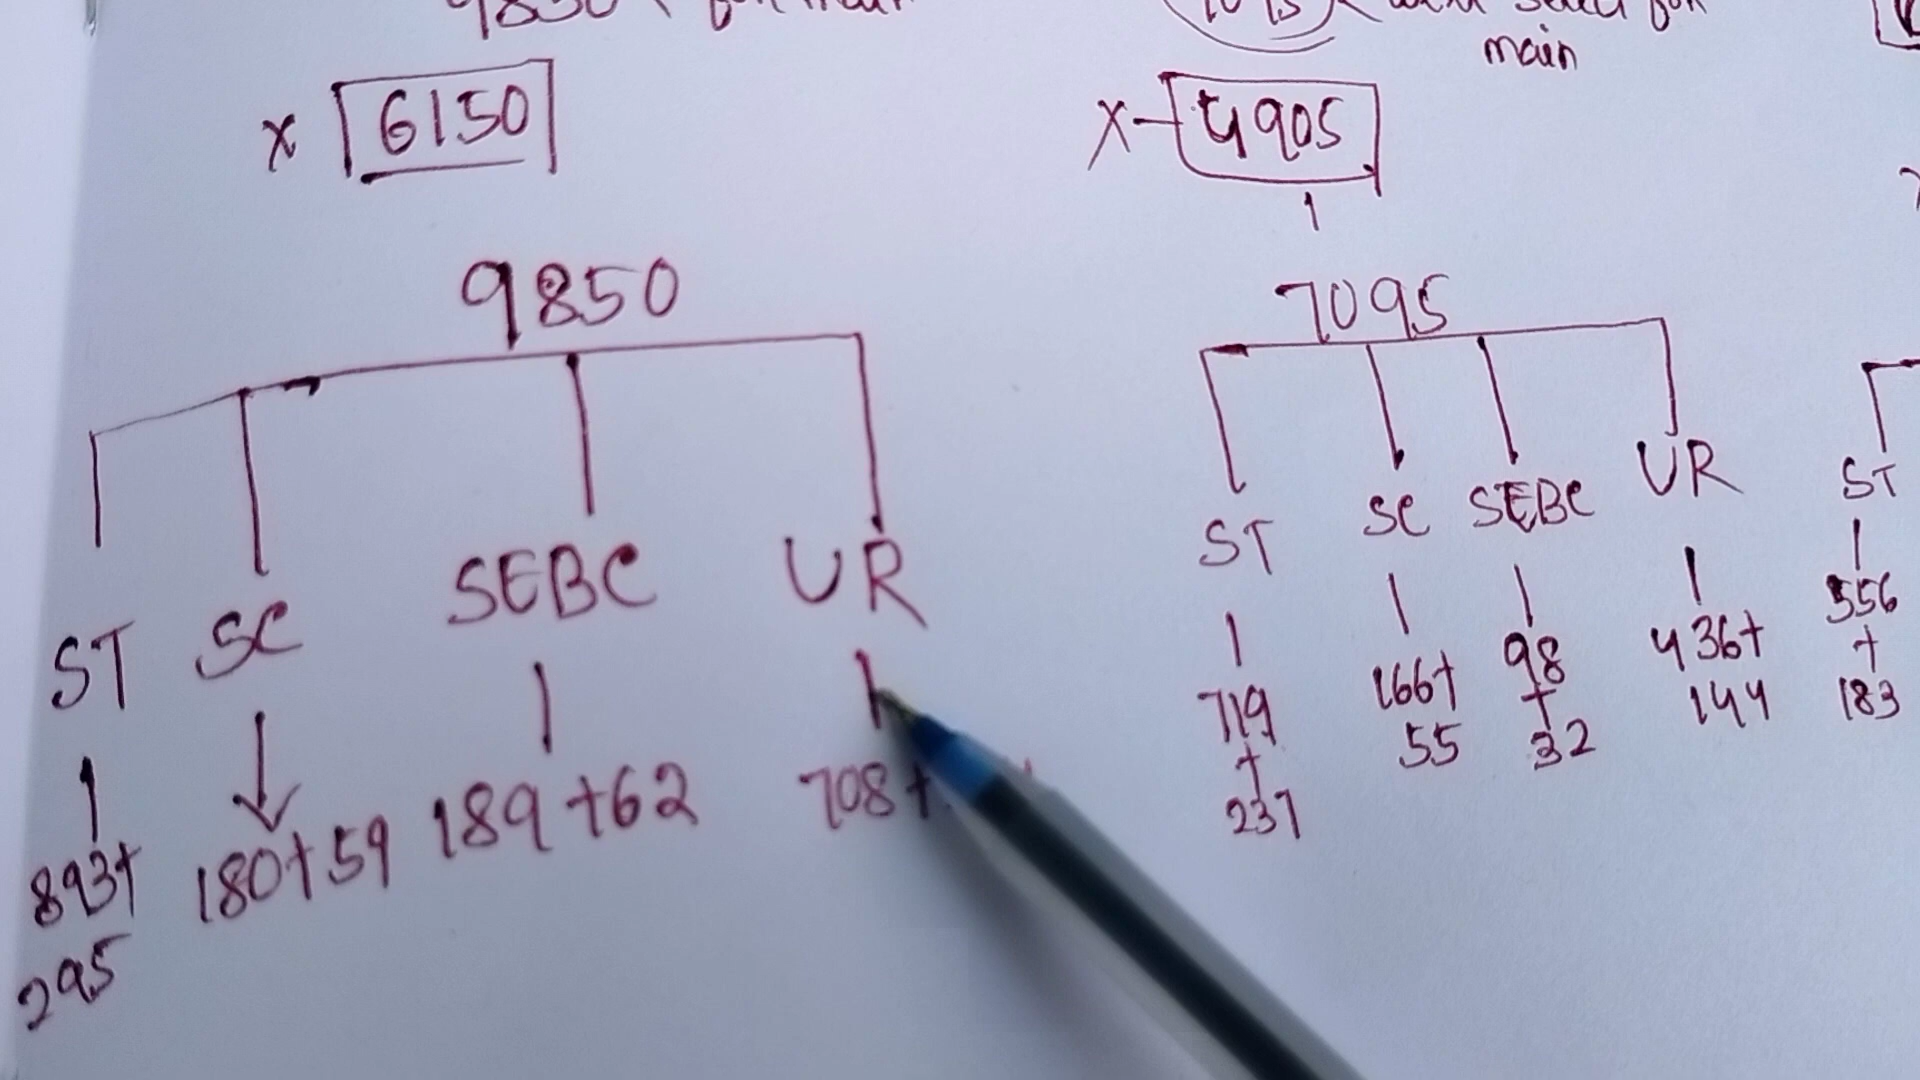 9850
main
x 6150
x 4905
9850
ST
SC
SEBC
UR
893+
295
180+59
189+62
708+
7095
ST
SC
SEBC
UR
719
+
237
166+
55
98
+
32
436+
144
ST
556
+
183